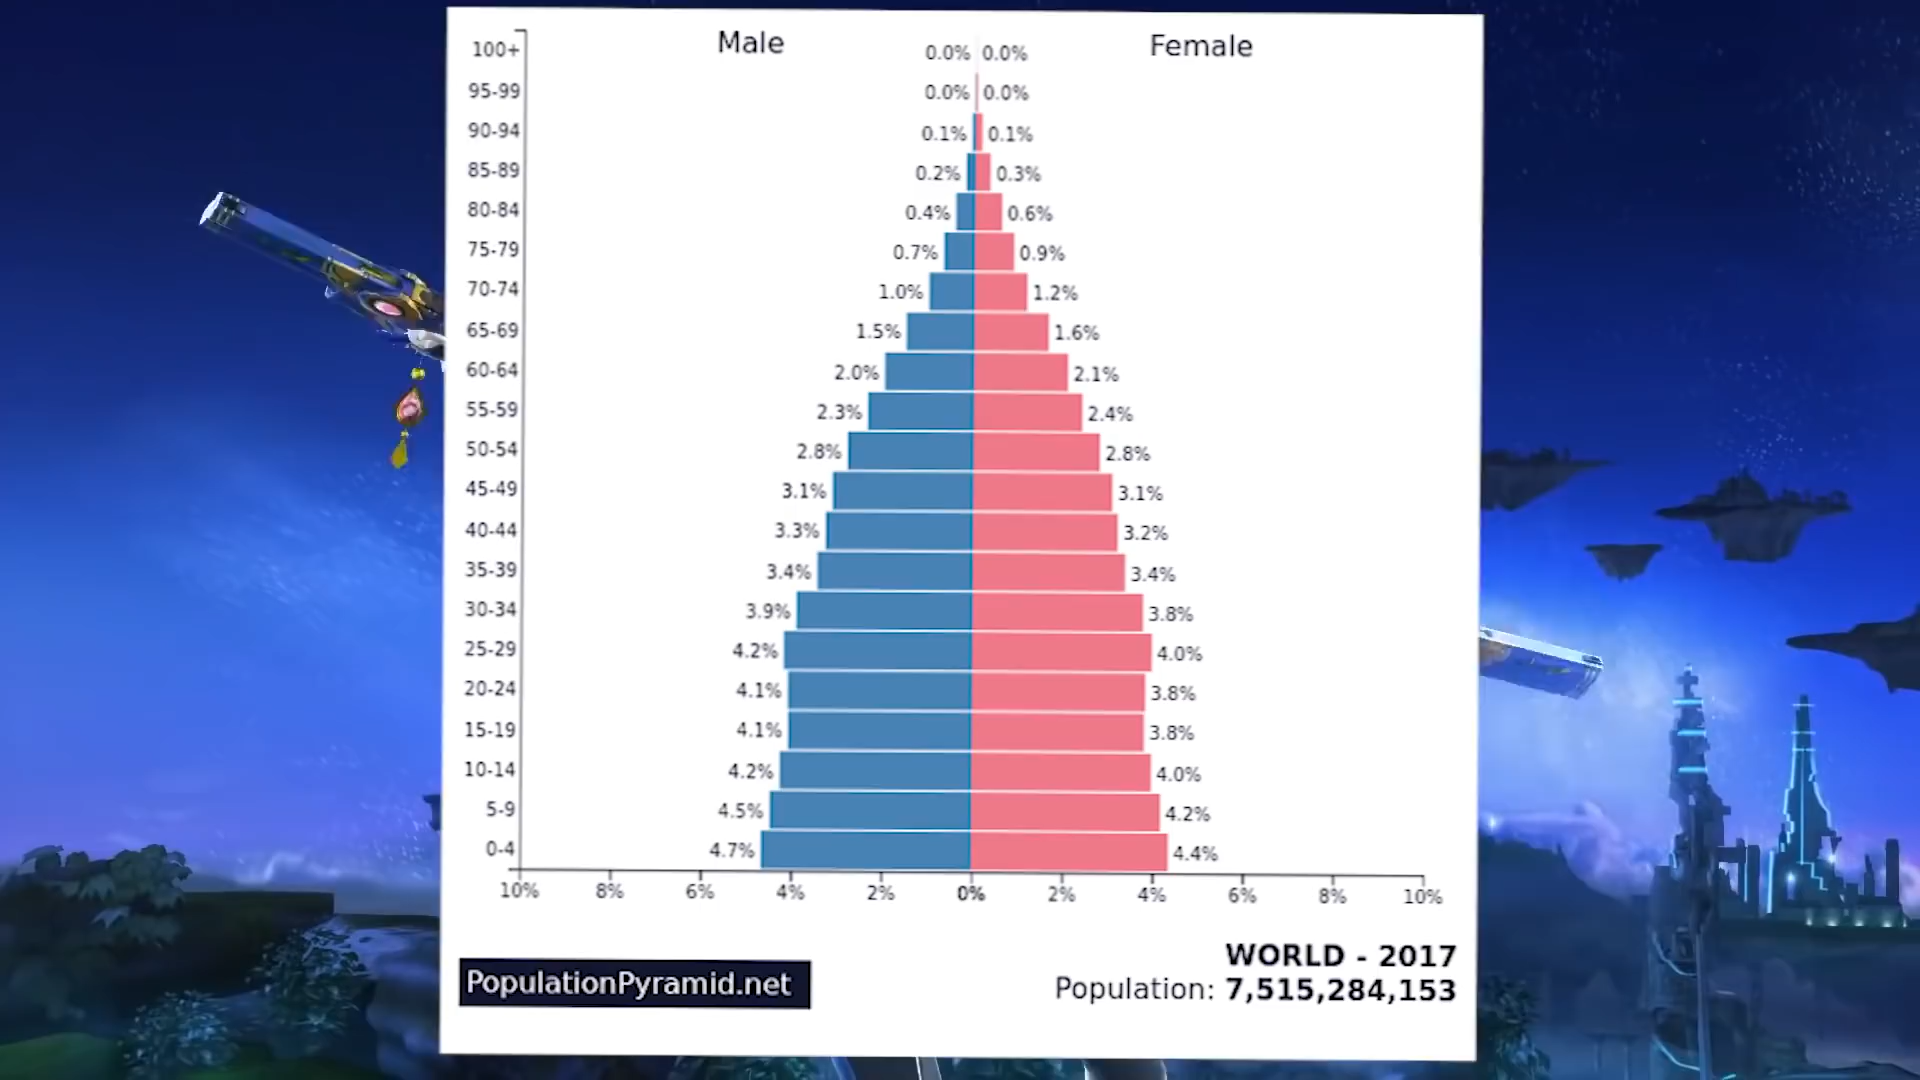 Male Female
100+ 0.0% 0.0%
95-99 0.0% 0.0%
90-94 0.1% 0.1%
85-89 0.2% 0.3%
80-84 0.4% 0.6%
75-79 0.7% 0.9%
70-74 1.0% 1.2%
65-69 1.5% 1.6%
60-64 2.0% 2.1%
55-59 2.3% 2.4%
50-54 2.8% 2.8%
45-49 3.1% 3.1%
40-44 3.3% 3.2%
35-39 3.4% 3.4%
30-34 3.9% 3.8%
25-29 4.2% 4.0%
20-24 4.1% 3.8%
15-19 4.1% 3.8%
10-14 4.2% 4.0%
5-9 4.5% 4.2%
0-4 4.7% 4.4%
10% 8% 6% 4% 2% 0% 2% 4% 6% 8% 10%
WORLD - 2017
PopulationPyramid.net Population: 7,515,284,153